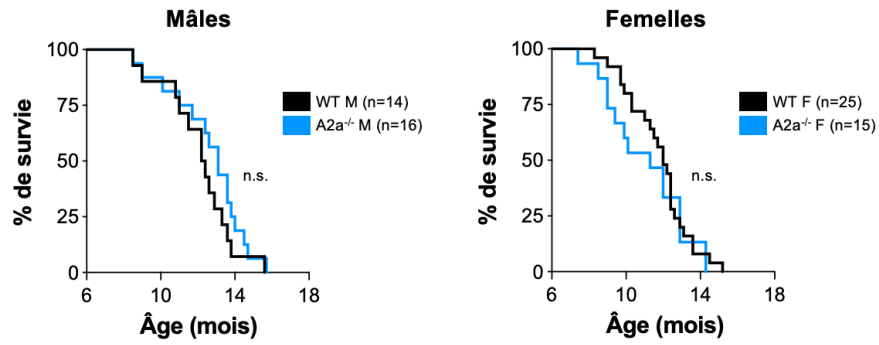 Mâles
% de survie
100
75
50
25
0
6 10 14 18
Âge (mois)
WT M (n=14)
A2a⁻/⁻ M (n=16)
n.s.
Femelles
% de survie
100
75
50
25
0
6 10 14 18
Âge (mois)
WT F (n=25)
A2a⁻/⁻ F (n=15)
n.s.